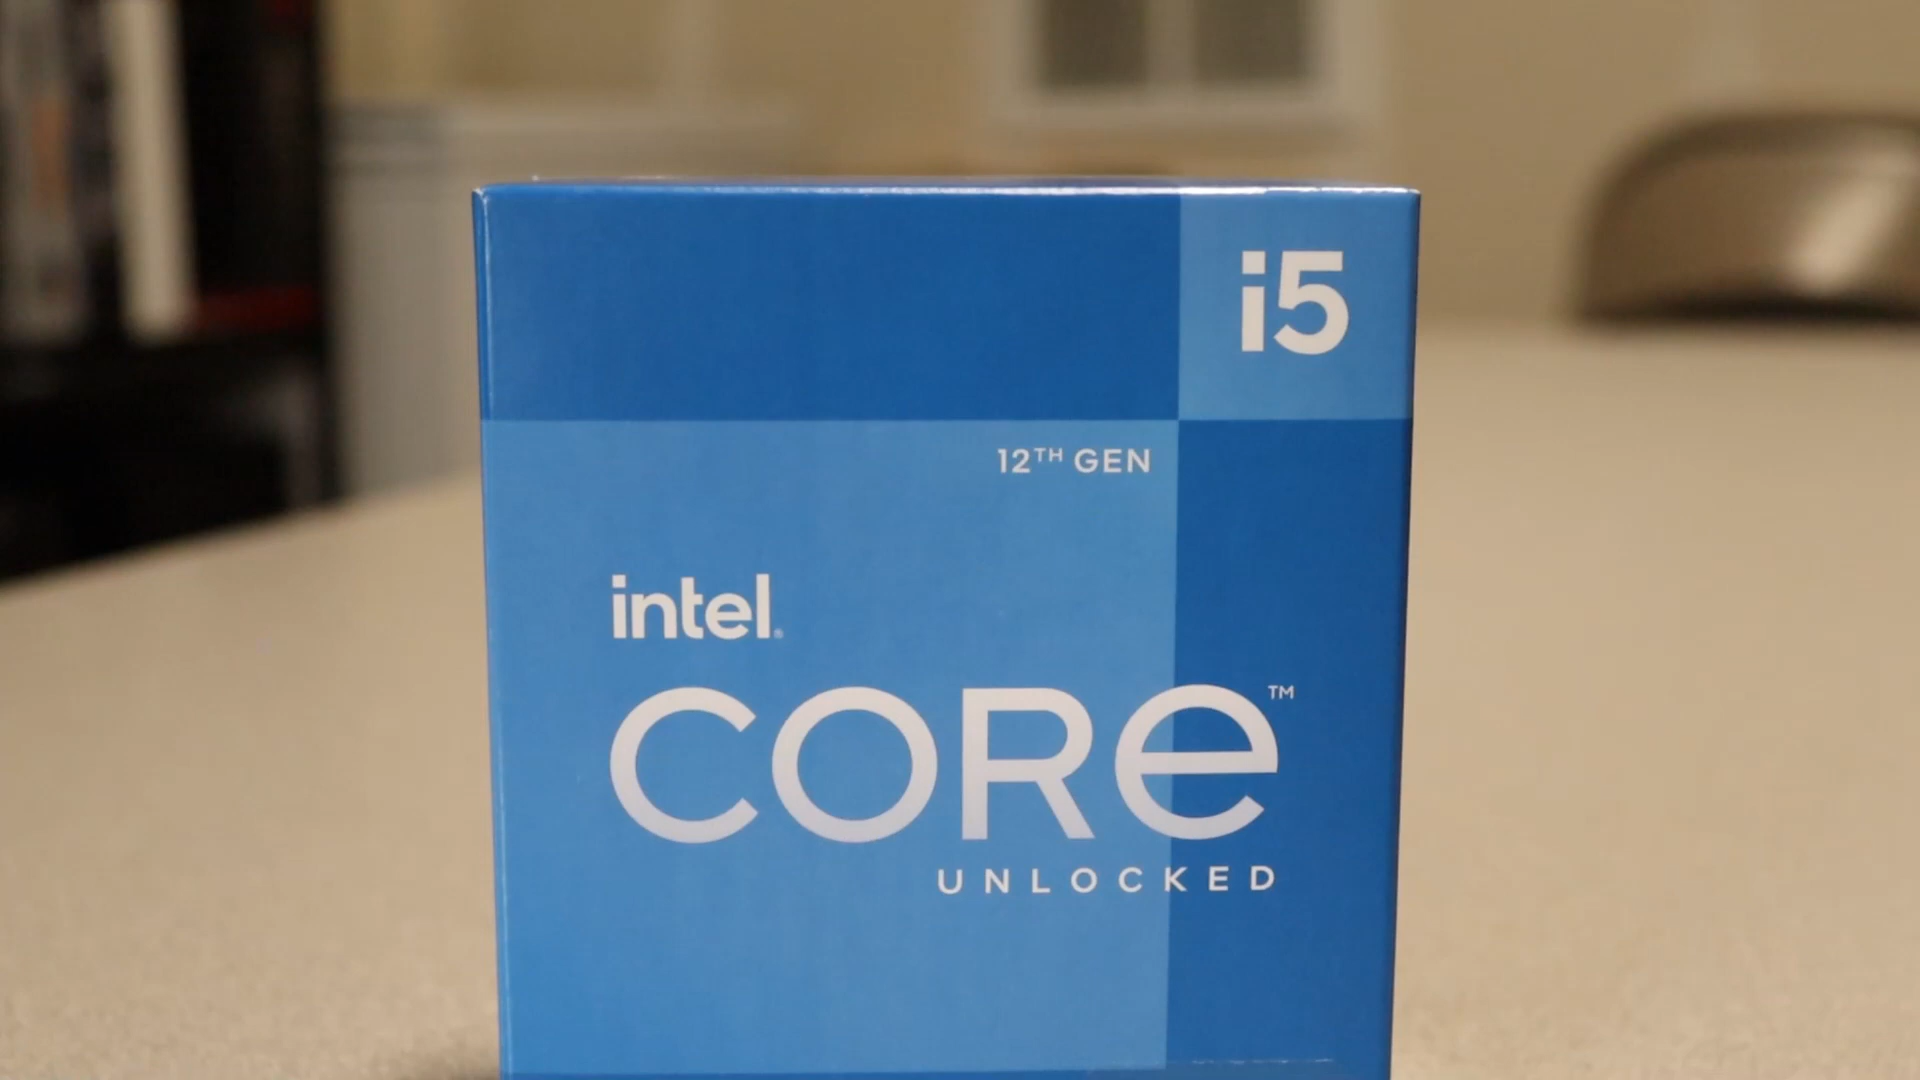 i5
12TH GEN
intel®
CORE™
UNLOCKED